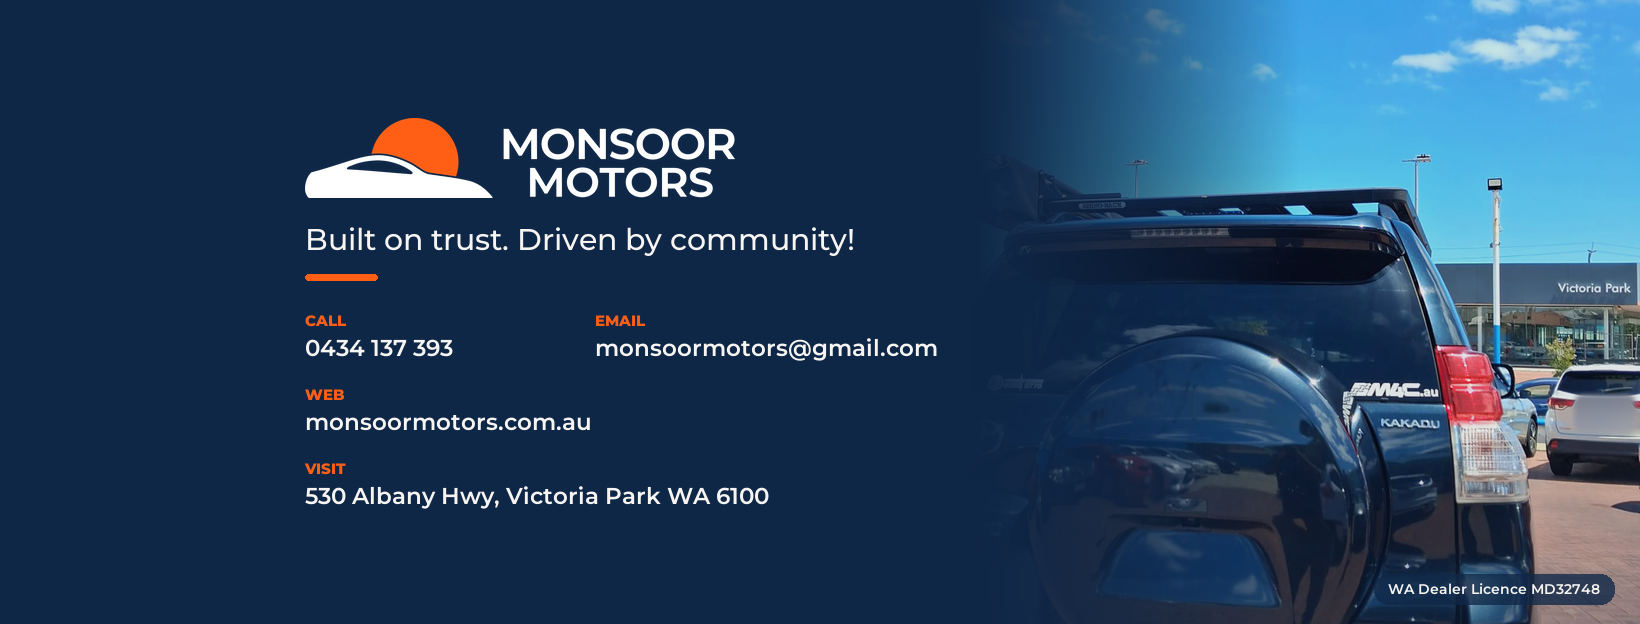 MONSOOR
MOTORS
Built on trust. Driven by community!
CALL
0434 137 393
EMAIL
monsoormotors@gmail.com
WEB
monsoormotors.com.au
VISIT
530 Albany Hwy, Victoria Park WA 6100
Victoria Park
M4C.au
KAKADU
WA Dealer Licence MD32748